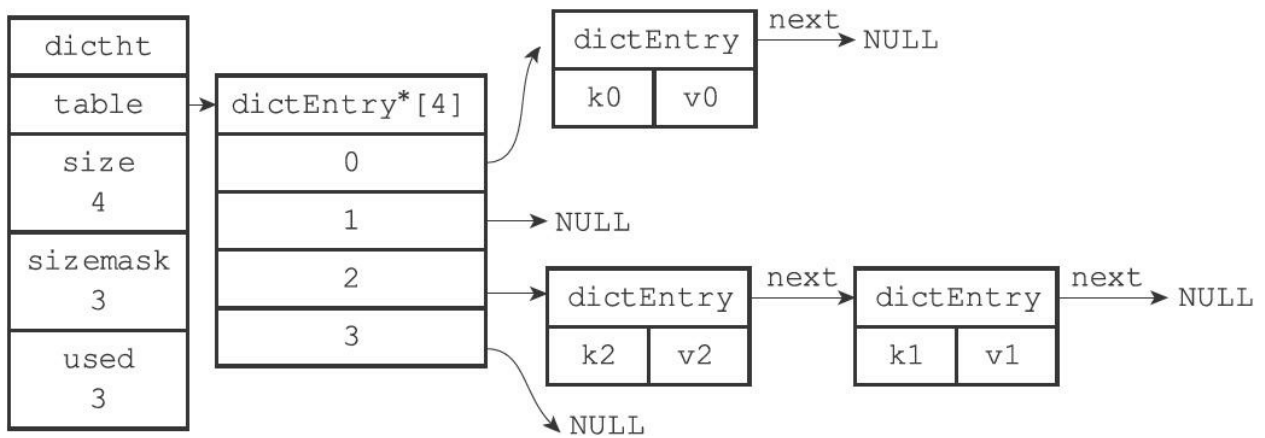 dictht
table
size
4
sizemask
3
used
3
dictEntry*[4]
0
1
2
3
dictEntry
k0 v0
next
NULL
NULL
dictEntry
k2 v2
next
dictEntry
k1 v1
next
NULL
NULL